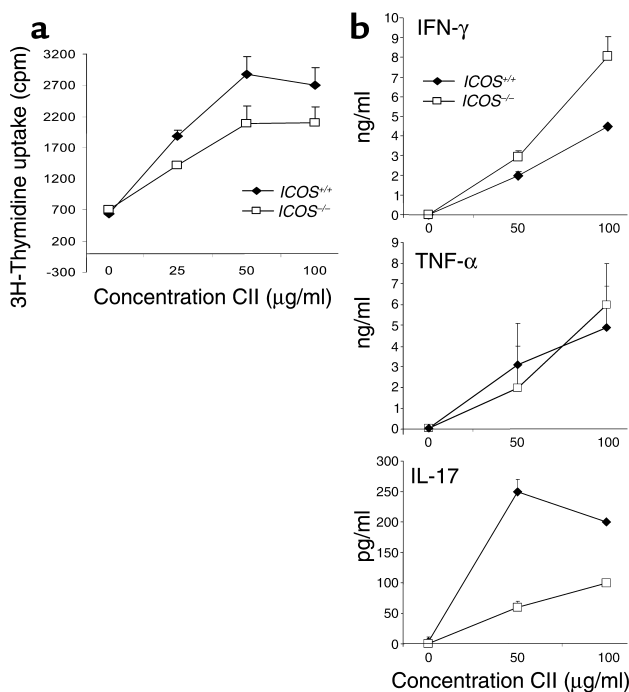 a
3H-Thymidine uptake (cpm)
3200
2700
2200
1700
1200
700
200
-300
ICOS+/+
ICOS–/–
0 25 50 100
Concentration CII (μg/ml)
b
IFN-γ
ng/ml
10
9
8
7
6
5
4
3
2
1
0
ICOS+/+
ICOS–/–
0 50 100
TNF-α
ng/ml
9
8
7
6
5
4
3
2
1
0
0 50 100
IL-17
pg/ml
300
250
200
150
100
50
0
0 50 100
Concentration CII (μg/ml)